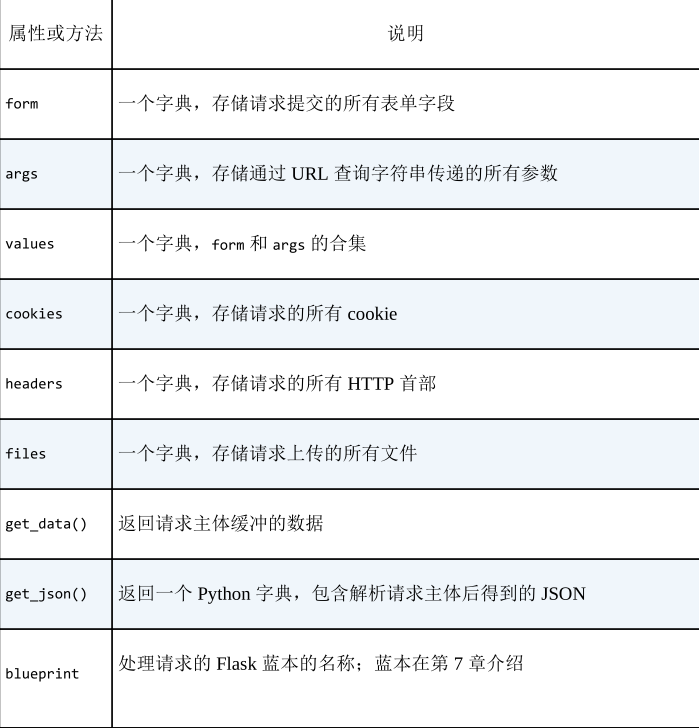 属性或方法 说明
form 一个字典，存储请求提交的所有表单字段
args 一个字典，存储通过 URL 查询字符串传递的所有参数
values 一个字典，form 和 args 的合集
cookies 一个字典，存储请求的所有 cookie
headers 一个字典，存储请求的所有 HTTP 首部
files 一个字典，存储请求上传的所有文件
get_data() 返回请求主体缓冲的数据
get_json() 返回一个 Python 字典，包含解析请求主体后得到的 JSON
blueprint 处理请求的 Flask 蓝本的名称；蓝本在第 7 章介绍